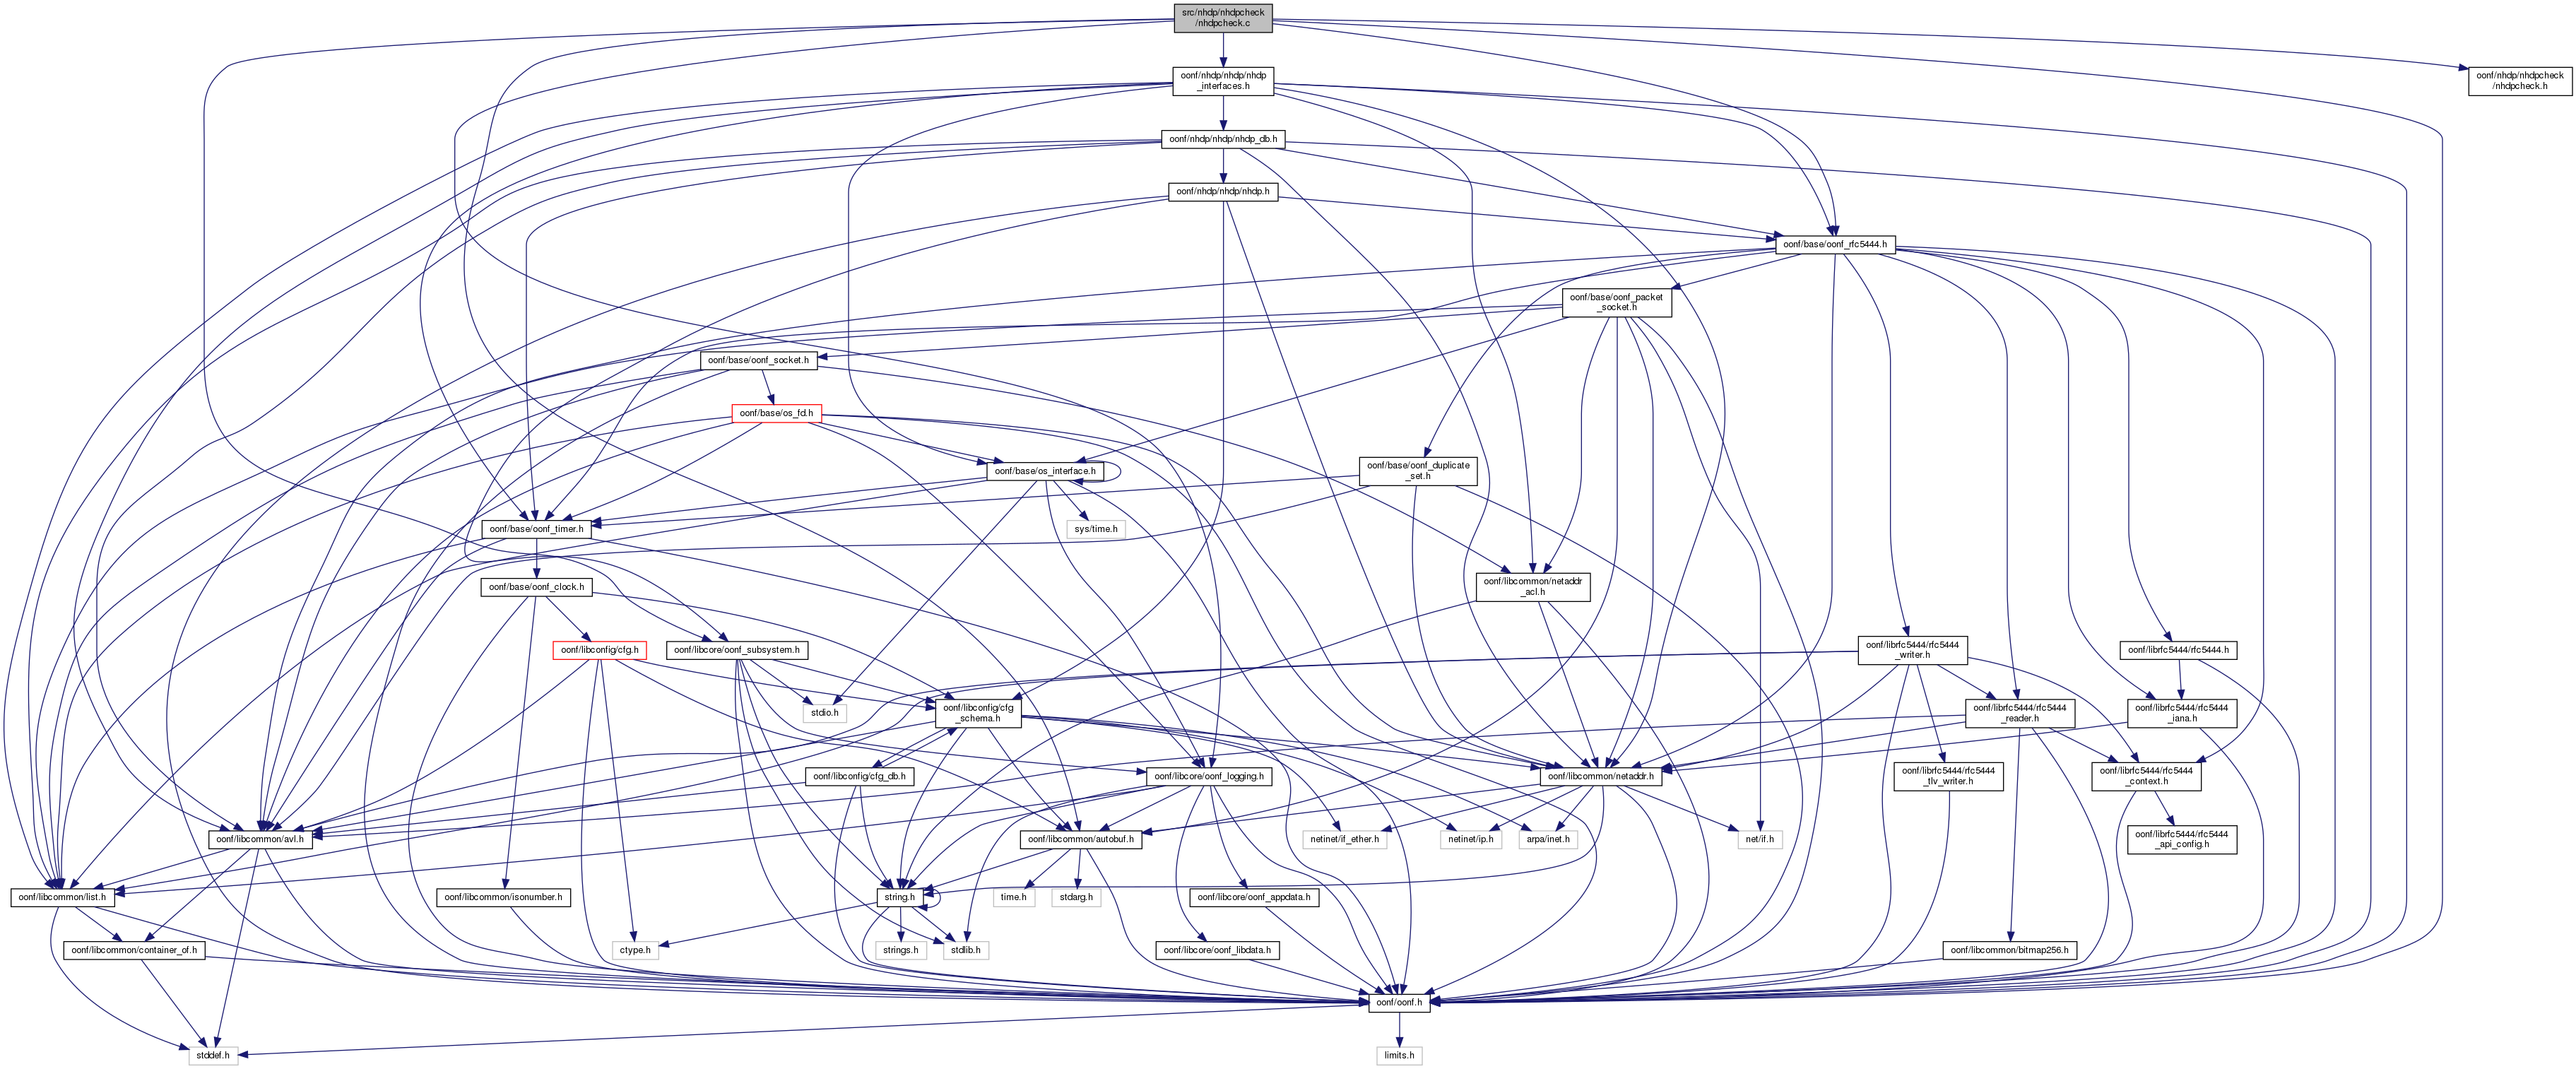 src/nhdp/nhdpcheck
/nhdpcheck.c
oonf/nhdp/nhdp/nhdp
_interfaces.h
oonf/nhdp/nhdpcheck
/nhdpcheck.h
oonf/nhdp/nhdp/nhdp_db.h
oonf/nhdp/nhdp/nhdp.h
oonf/base/oonf_rfc5444.h
oonf/base/oonf_packet
_socket.h
oonf/base/oonf_socket.h
oonf/base/os_fd.h
oonf/base/os_interface.h
oonf/base/oonf_duplicate
_set.h
oonf/base/oonf_timer.h
sys/time.h
oonf/base/oonf_clock.h
oonf/libcommon/netaddr
_acl.h
oonf/libconfig/cfg.h
oonf/libcore/oonf_subsystem.h
oonf/librfc5444/rfc5444
_writer.h
oonf/librfc5444/rfc5444.h
stdio.h
oonf/libconfig/cfg
_schema.h
oonf/librfc5444/rfc5444
_reader.h
oonf/librfc5444/rfc5444
_iana.h
oonf/libconfig/cfg_db.h
oonf/libcore/oonf_logging.h
oonf/libcommon/netaddr.h
oonf/librfc5444/rfc5444
_tlv_writer.h
oonf/librfc5444/rfc5444
_context.h
oonf/libcommon/avl.h
oonf/libcommon/autobuf.h
netinet/if_ether.h
netinet/ip.h
arpa/inet.h
net/if.h
oonf/librfc5444/rfc5444
_api_config.h
oonf/libcommon/list.h
oonf/libcommon/isonumber.h
string.h
time.h
stdarg.h
oonf/libcore/oonf_appdata.h
oonf/libcommon/container_of.h
ctype.h
strings.h
stdlib.h
oonf/libcore/oonf_libdata.h
oonf/libcommon/bitmap256.h
oonf/oonf.h
stddef.h
limits.h